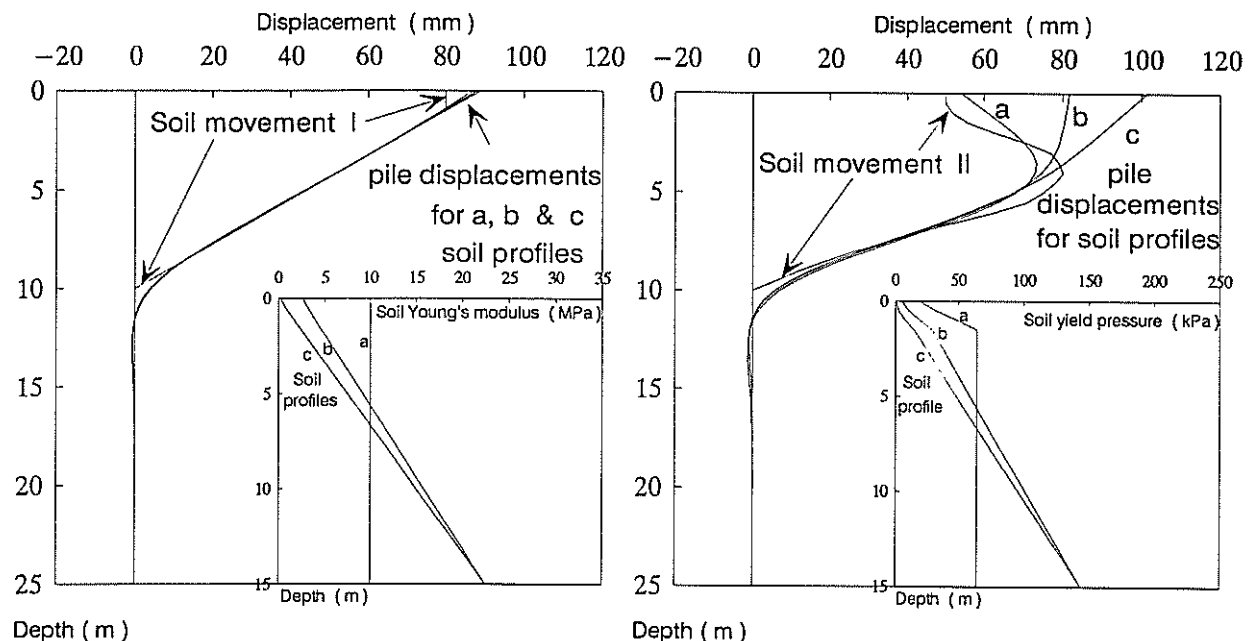 Displacement ( mm )
−20 0 20 40 60 80 100 120
0
5
10
15
20
25
Soil movement I
pile displacements
for a, b & c
soil profiles
0 5 10 15 20 25 30 35
Soil Young's modulus ( MPa )
0
5
10
15
c b a
Soil
profiles
Depth ( m )
Depth ( m )
Displacement ( mm )
−20 0 20 40 60 80 100 120
0
5
10
15
20
25
a
b
c
Soil movement II
pile
displacements
for soil profiles
0 50 100 150 200 250
Soil yield pressure ( kPa )
0
5
10
15
a
b
c
Soil
profile
Depth ( m )
Depth ( m )